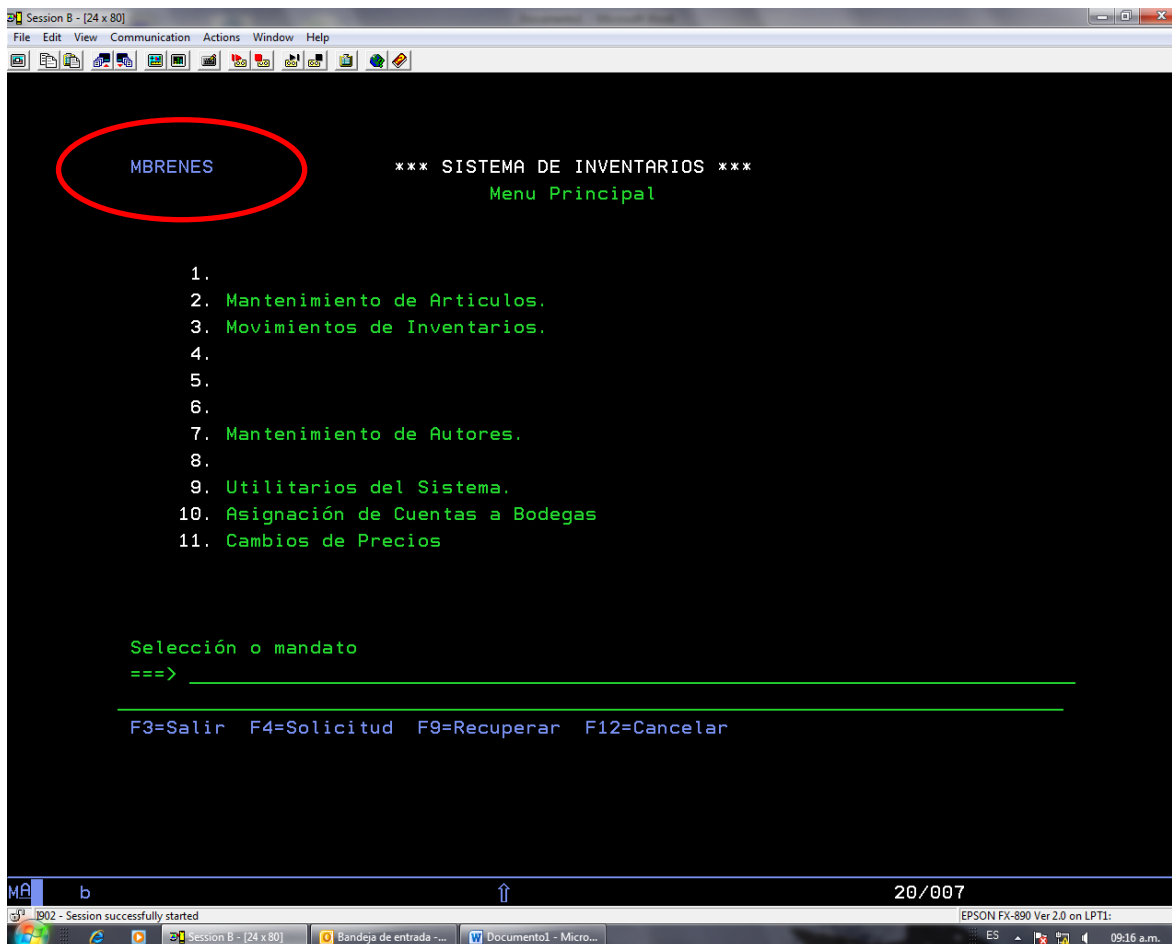 Session B - [24 x 80]
File Edit View Communication Actions Window Help
MBRENES *** SISTEMA DE INVENTARIOS ***
Menu Principal
1.
2. Mantenimiento de Articulos.
3. Movimientos de Inventarios.
4.
5.
6.
7. Mantenimiento de Autores.
8.
9. Utilitarios del Sistema.
10. Asignación de Cuentas a Bodegas
11. Cambios de Precios
Selección o mandato
===>
F3=Salir F4=Solicitud F9=Recuperar F12=Cancelar
MA b 20/007
I902 - Session successfully started EPSON FX-890 Ver 2.0 on LPT1:
Session B - [24 x 80] Bandeja de entrada -... Documento1 - Micro... ES 09:16 a.m.